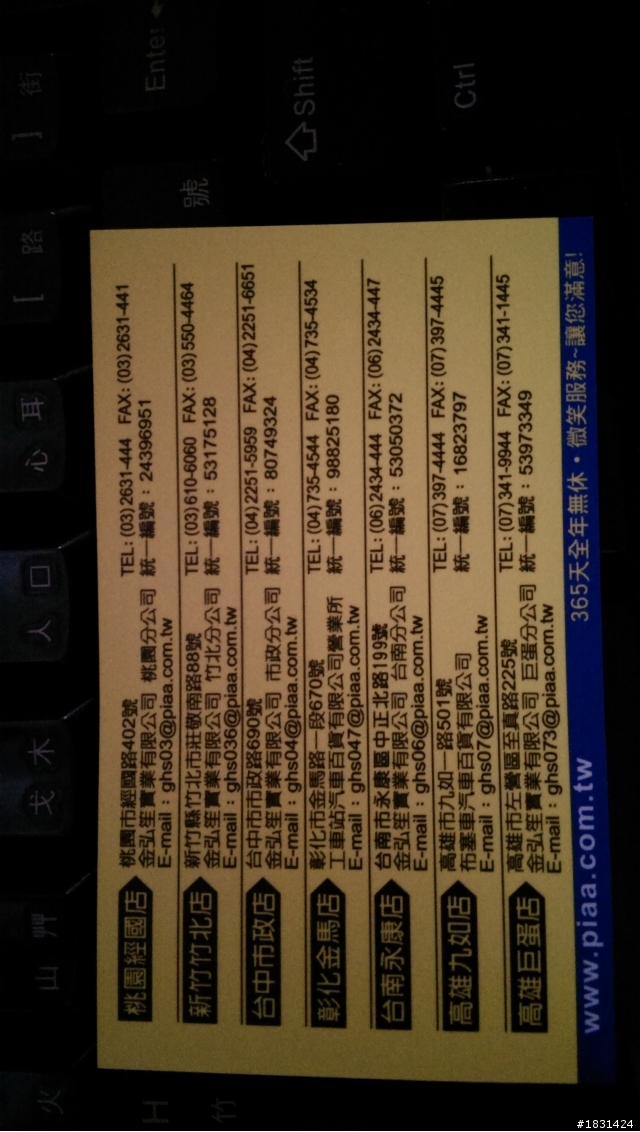 桃園經國店
桃園市經國路402號 TEL: (03)2631-444 FAX: (03)2631-441
金弘笙實業有限公司 桃園分公司 統一編號：24396951
E-mail：ghs03@piaa.com.tw
新竹竹北店
新竹縣竹北市莊敬南路88號 TEL: (03)610-6060 FAX: (03)550-4464
金弘笙實業有限公司 竹北分公司 統一編號：53175128
E-mail：ghs036@piaa.com.tw
台中市政店
台中市市政路690號 TEL: (04)2251-5959 FAX: (04)2251-6651
金弘笙實業有限公司 市政分公司 統一編號：80749324
E-mail：ghs04@piaa.com.tw
彰化金馬店
彰化市金馬路一段670號 TEL: (04)735-4544 FAX: (04)735-4534
工車站汽車百貨有限公司營業所 統一編號：98825180
E-mail：ghs047@piaa.com.tw
台南永康店
台南市永康區中正北路199號 TEL: (06)2434-444 FAX: (06)2434-447
金弘笙實業有限公司 台南分公司 統一編號：53050372
E-mail：ghs06@piaa.com.tw
高雄九如店
高雄市九如一路501號 TEL: (07)397-4444 FAX: (07)397-4445
布塞車汽車百貨有限公司 統一編號：16823797
E-mail：ghs07@piaa.com.tw
高雄巨蛋店
高雄市左營區至真路225號 TEL: (07)341-9944 FAX: (07)341-1445
金弘笙實業有限公司 巨蛋分公司 統一編號：53973349
E-mail：ghs073@piaa.com.tw
www.piaa.com.tw 365天全年無休・微笑服務~讓您滿意!
Enter
Shift
Ctrl
] 街
號
[ 路
耳
心
口
人
木
戈
艸
山
火
H
竹
#1831424